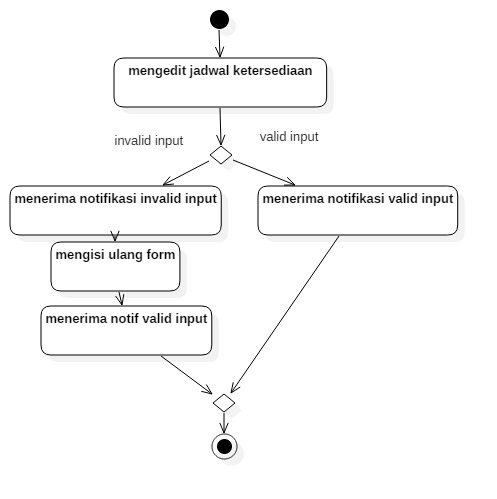 mengedit jadwal ketersediaan
invalid input
valid input
menerima notifikasi invalid input
menerima notifikasi valid input
mengisi ulang form
menerima notif valid input